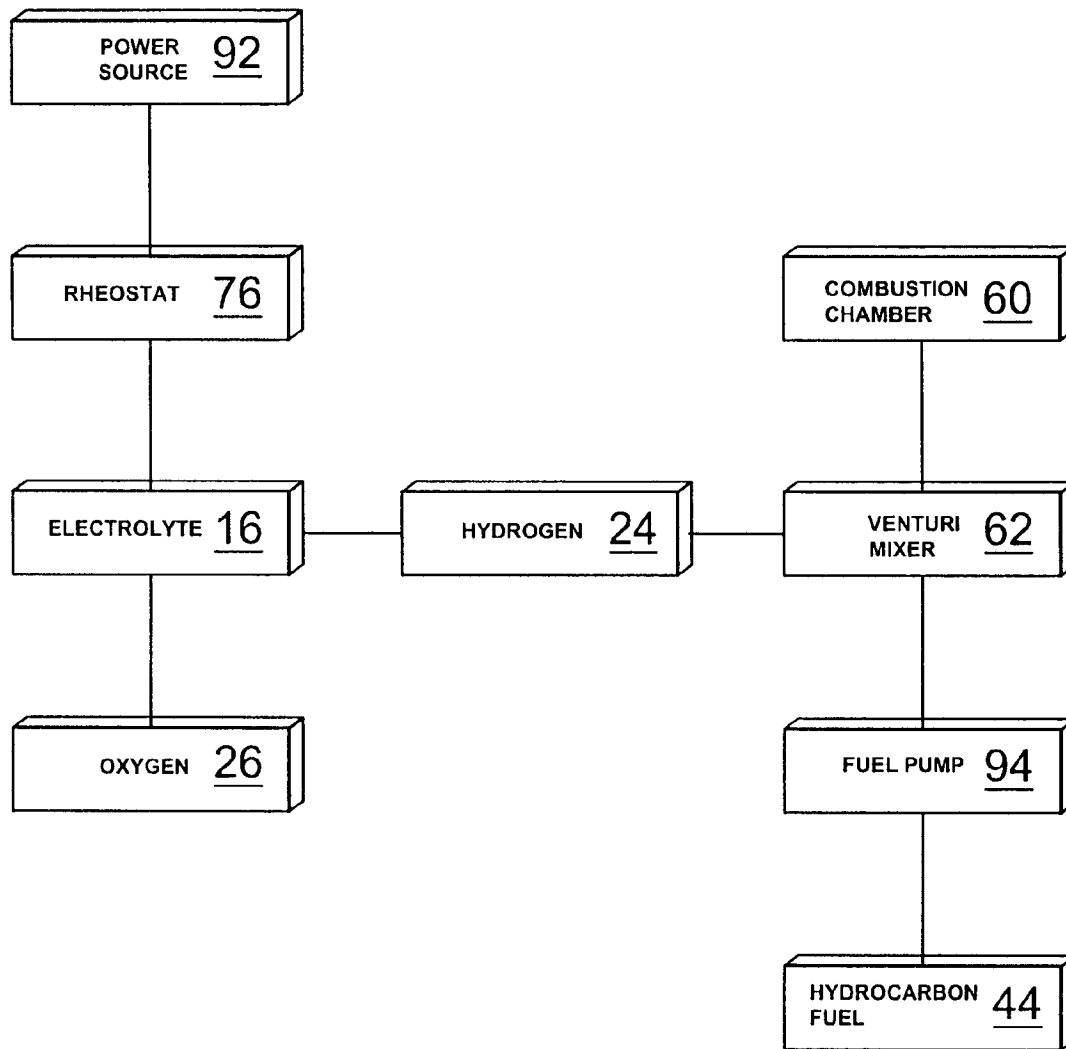 POWER
SOURCE 92
RHEOSTAT 76
COMBUSTION
CHAMBER 60
ELECTROLYTE 16
HYDROGEN 24
VENTURI
MIXER 62
OXYGEN 26
FUEL PUMP 94
HYDROCARBON
FUEL 44